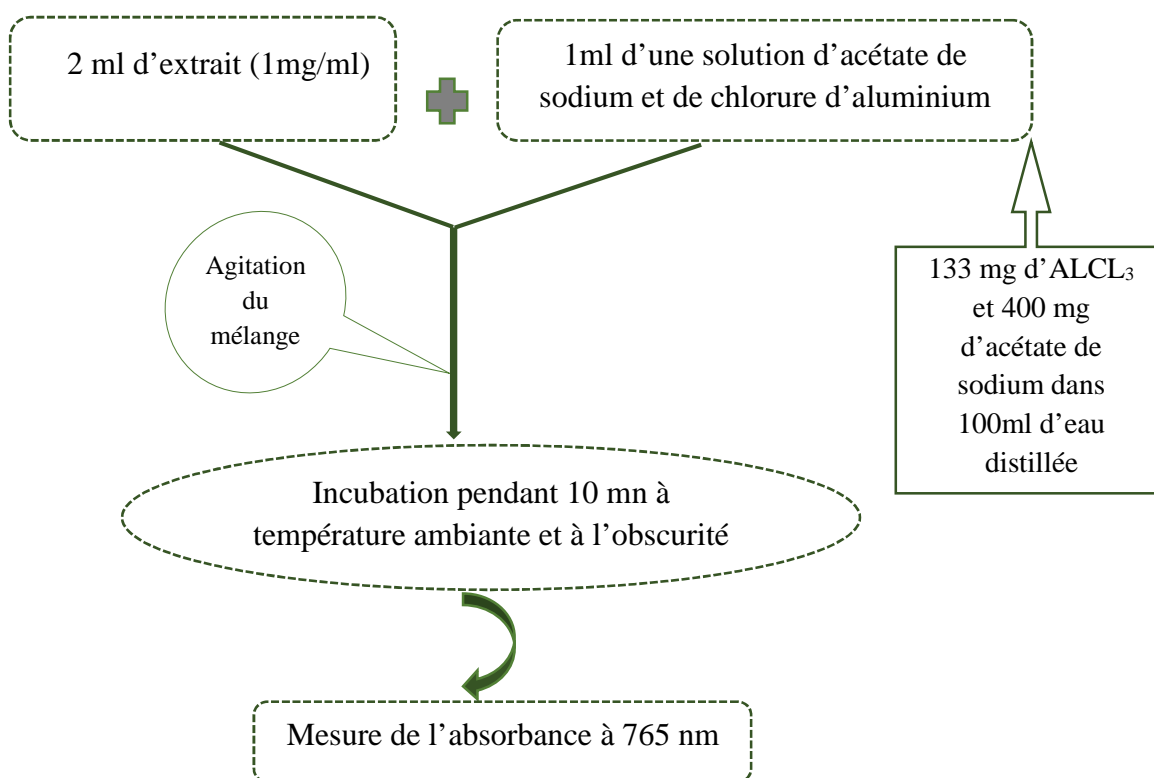 2 ml d’extrait (1mg/ml)
1ml d’une solution d’acétate de
sodium et de chlorure d’aluminium
Agitation
du
mélange
133 mg d’ALCL₃
et 400 mg
d’acétate de
sodium dans
100ml d’eau
distillée
Incubation pendant 10 mn à
température ambiante et à l’obscurité
Mesure de l’absorbance à 765 nm